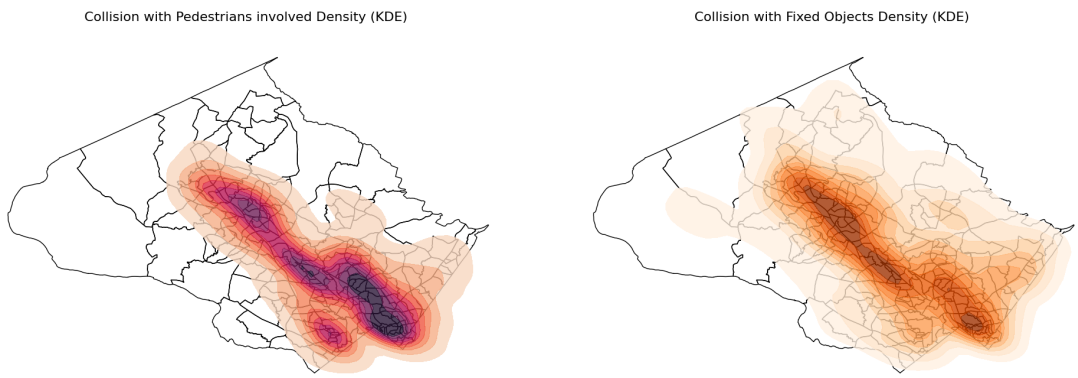 Collision with Pedestrians involved Density (KDE)
Collision with Fixed Objects Density (KDE)